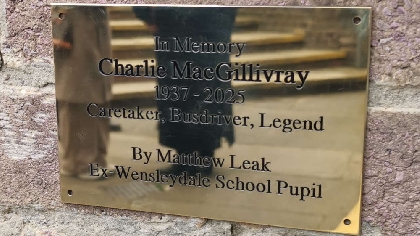 In Memory
Charlie MacGillivray
1937 - 2025
Caretaker, Busdriver, Legend
By Matthew Leak
Ex-Wensleydale School Pupil